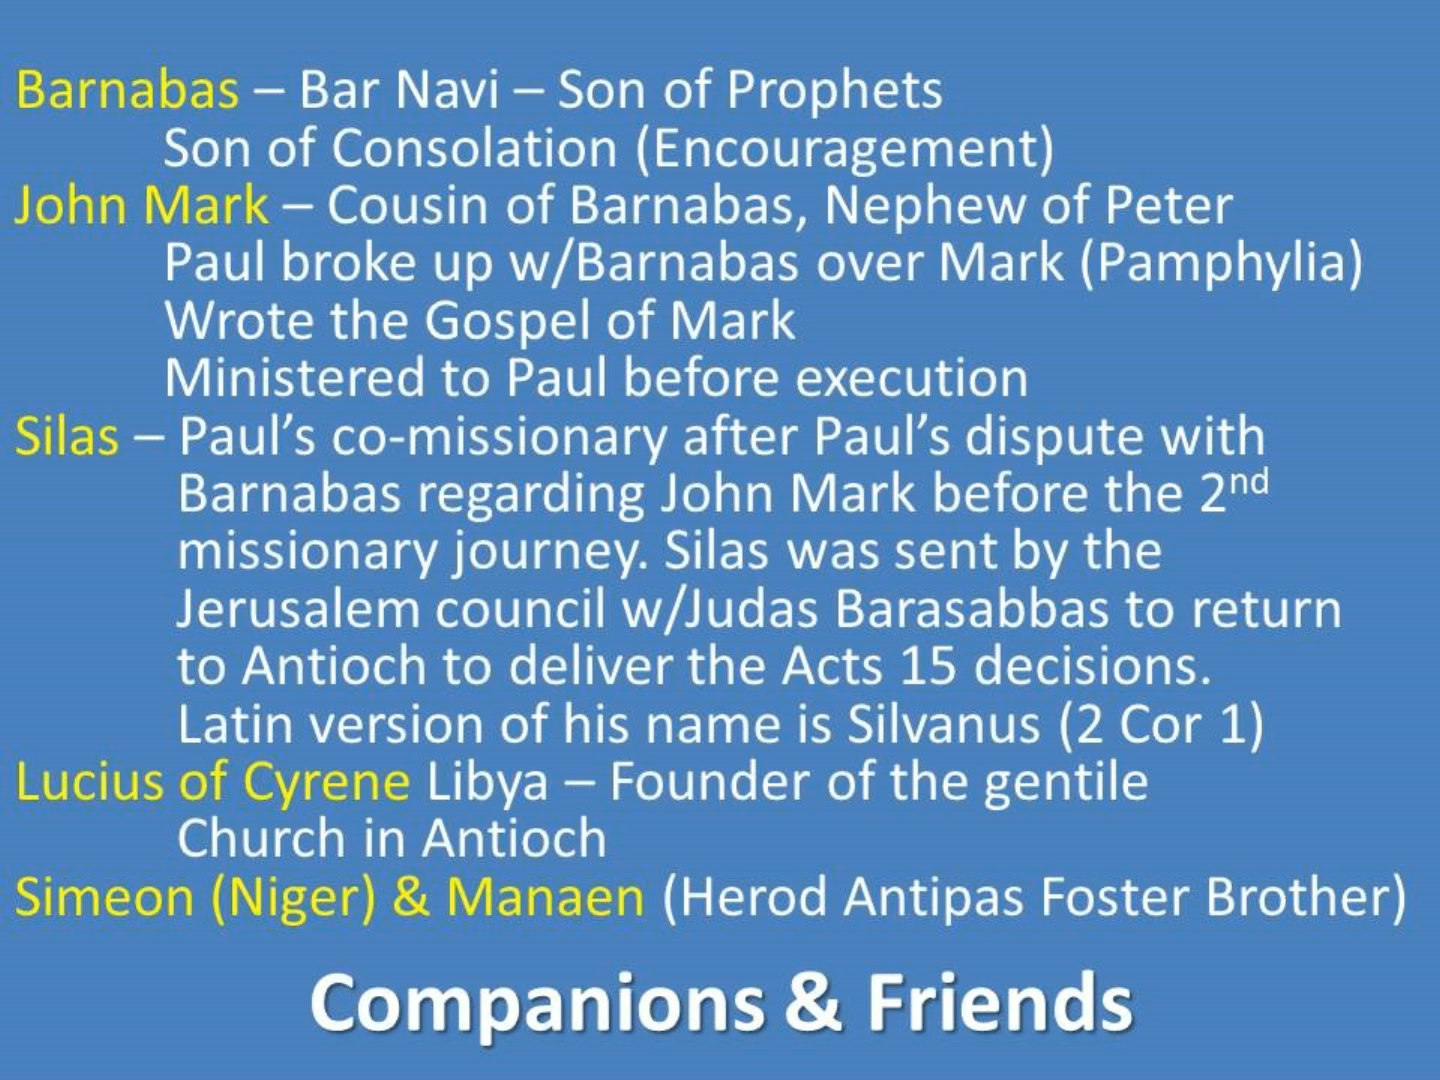 Barnabas – Bar Navi – Son of Prophets
Son of Consolation (Encouragement)
John Mark – Cousin of Barnabas, Nephew of Peter
Paul broke up w/Barnabas over Mark (Pamphylia)
Wrote the Gospel of Mark
Ministered to Paul before execution
Silas – Paul’s co-missionary after Paul’s dispute with
Barnabas regarding John Mark before the 2nd
missionary journey. Silas was sent by the
Jerusalem council w/Judas Barasabbas to return
to Antioch to deliver the Acts 15 decisions.
Latin version of his name is Silvanus (2 Cor 1)
Lucius of Cyrene Libya – Founder of the gentile
Church in Antioch
Simeon (Niger) & Manaen (Herod Antipas Foster Brother)
Companions & Friends